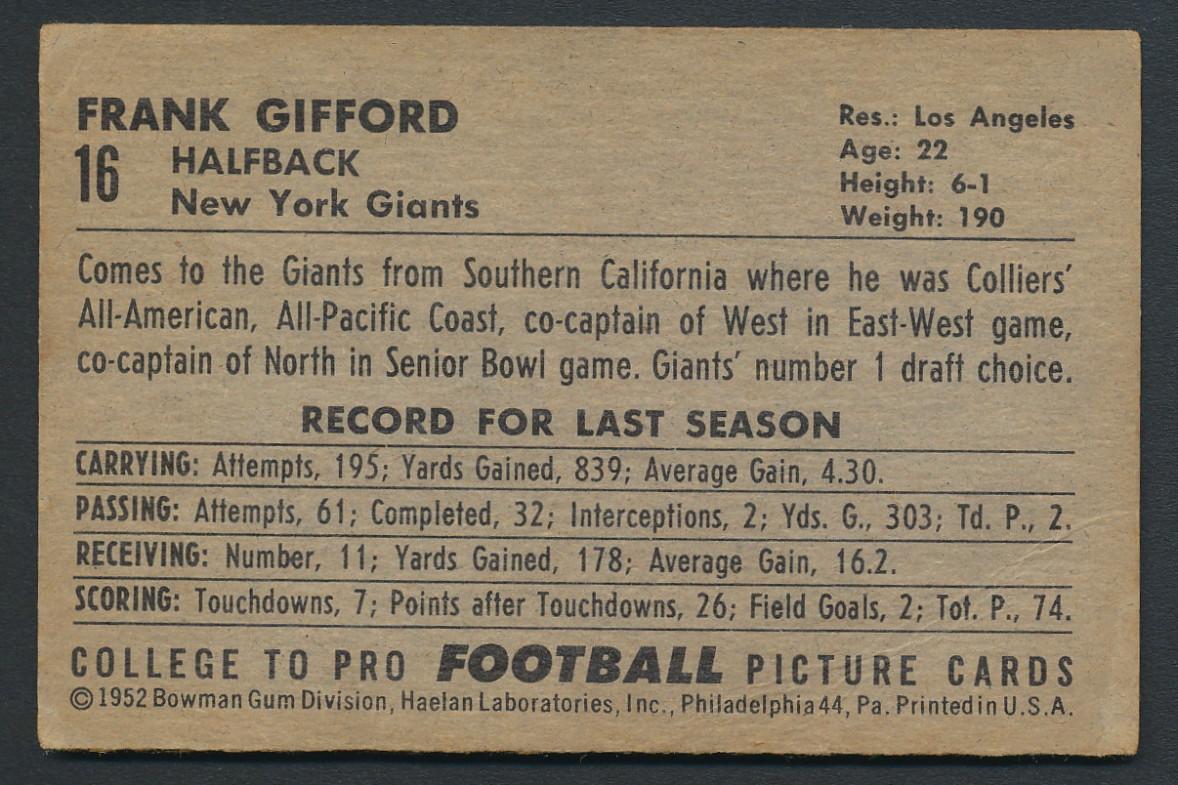 FRANK GIFFORD
16 HALFBACK
New York Giants
Res.: Los Angeles
Age: 22
Height: 6-1
Weight: 190
Comes to the Giants from Southern California where he was Colliers'
All-American, All-Pacific Coast, co-captain of West in East-West game,
co-captain of North in Senior Bowl game. Giants' number 1 draft choice.
RECORD FOR LAST SEASON
CARRYING: Attempts, 195; Yards Gained, 839; Average Gain, 4.30.
PASSING: Attempts, 61; Completed, 32; Interceptions, 2; Yds. G., 303; Td. P., 2.
RECEIVING: Number, 11; Yards Gained, 178; Average Gain, 16.2.
SCORING: Touchdowns, 7; Points after Touchdowns, 26; Field Goals, 2; Tot. P., 74.
COLLEGE TO PRO FOOTBALL PICTURE CARDS
©1952 Bowman Gum Division, Haelan Laboratories, Inc., Philadelphia 44, Pa. Printed in U.S.A.